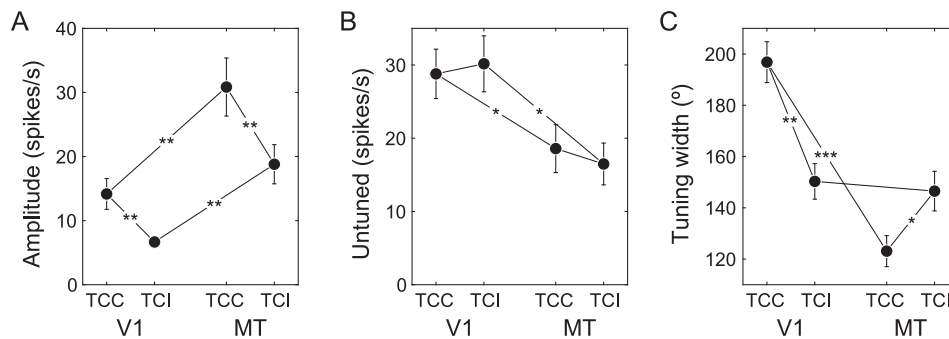 A
Amplitude (spikes/s)
40
30
20
10
0
**
**
**
**
TCC TCI TCC TCI
V1 MT
B
Untuned (spikes/s)
30
20
10
0
*
*
TCC TCI TCC TCI
V1 MT
C
Tuning width (º)
200
180
160
140
120
**
***
*
TCC TCI TCC TCI
V1 MT